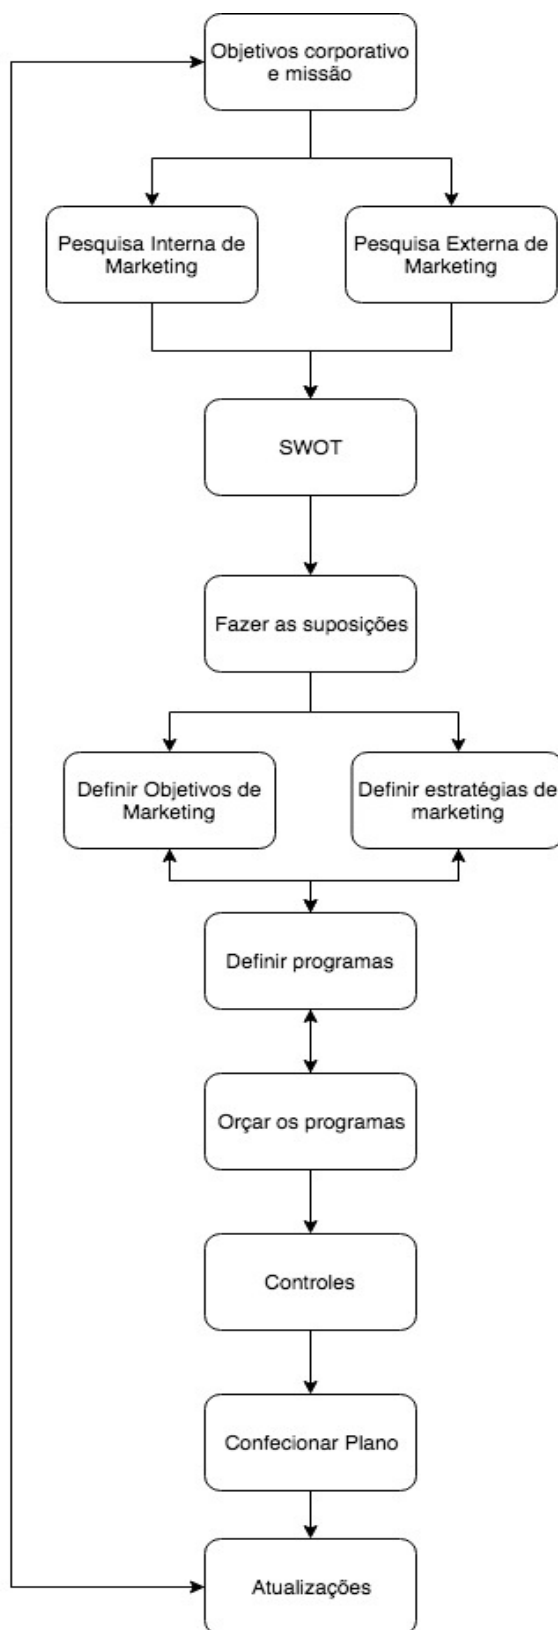 Objetivos corporativo
e missão
Pesquisa Interna de
Marketing
Pesquisa Externa de
Marketing
SWOT
Fazer as suposições
Definir Objetivos de
Marketing
Definir estratégias de
marketing
Definir programas
Orçar os programas
Controles
Confecionar Plano
Atualizações